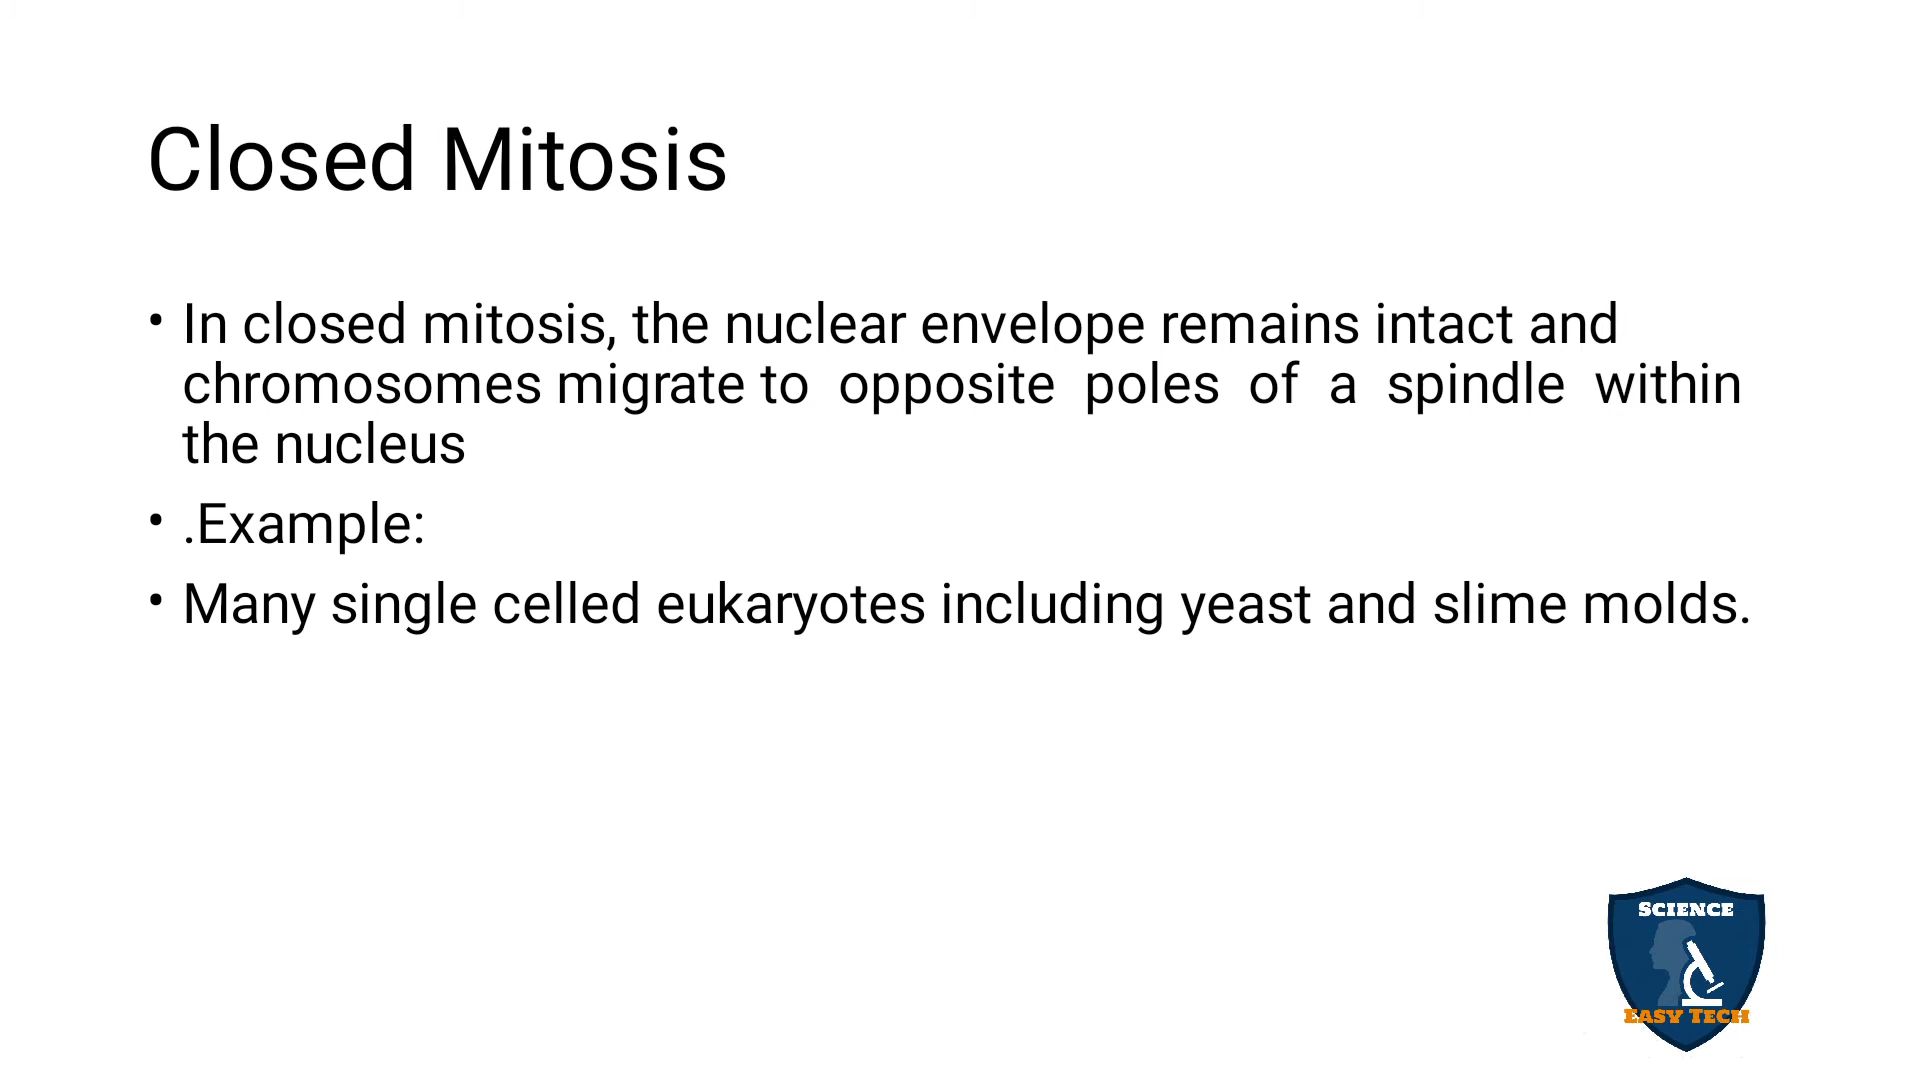 Closed Mitosis
• In closed mitosis, the nuclear envelope remains intact and
chromosomes migrate to opposite poles of a spindle within
the nucleus
• .Example:
• Many single celled eukaryotes including yeast and slime molds.
SCIENCE
EASY TECH